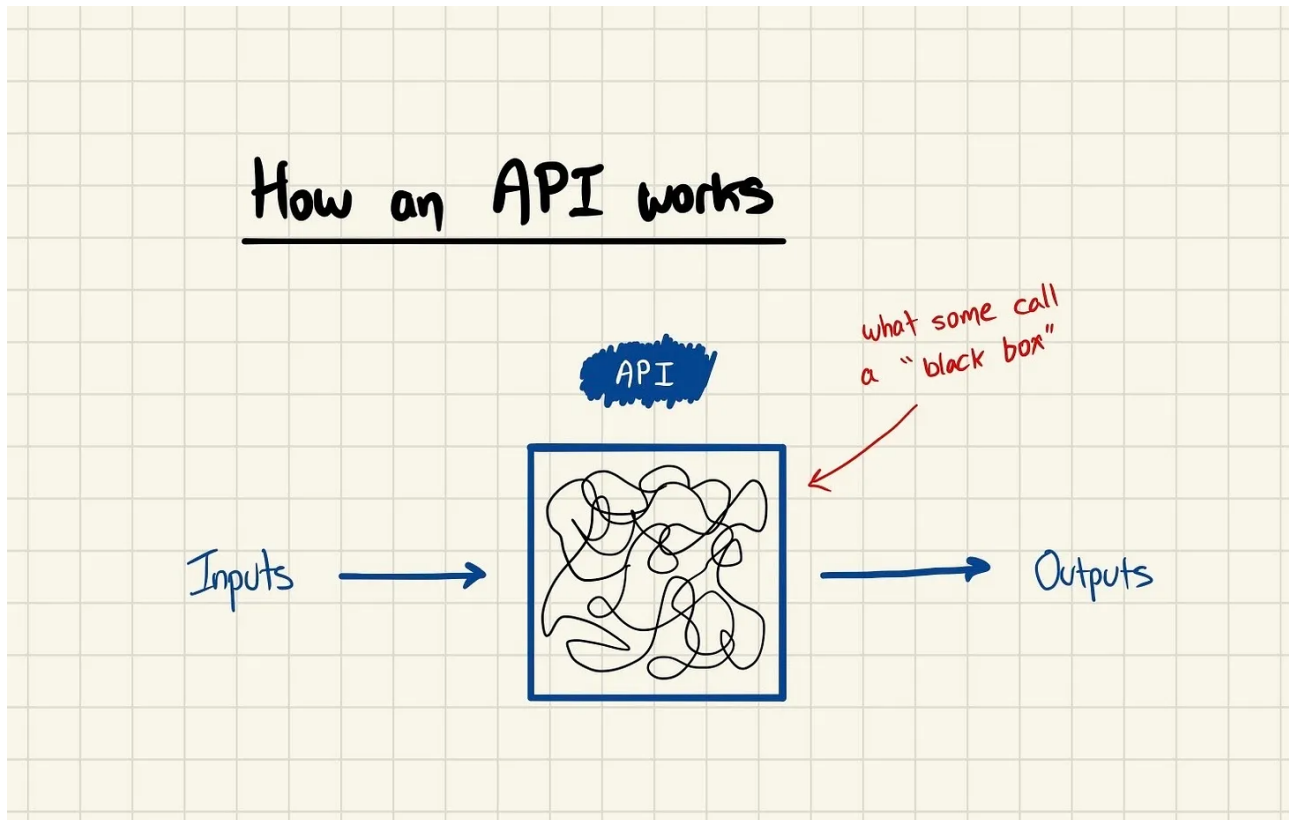 How an API works
what some call
a "black box"
API
Inputs
Outputs